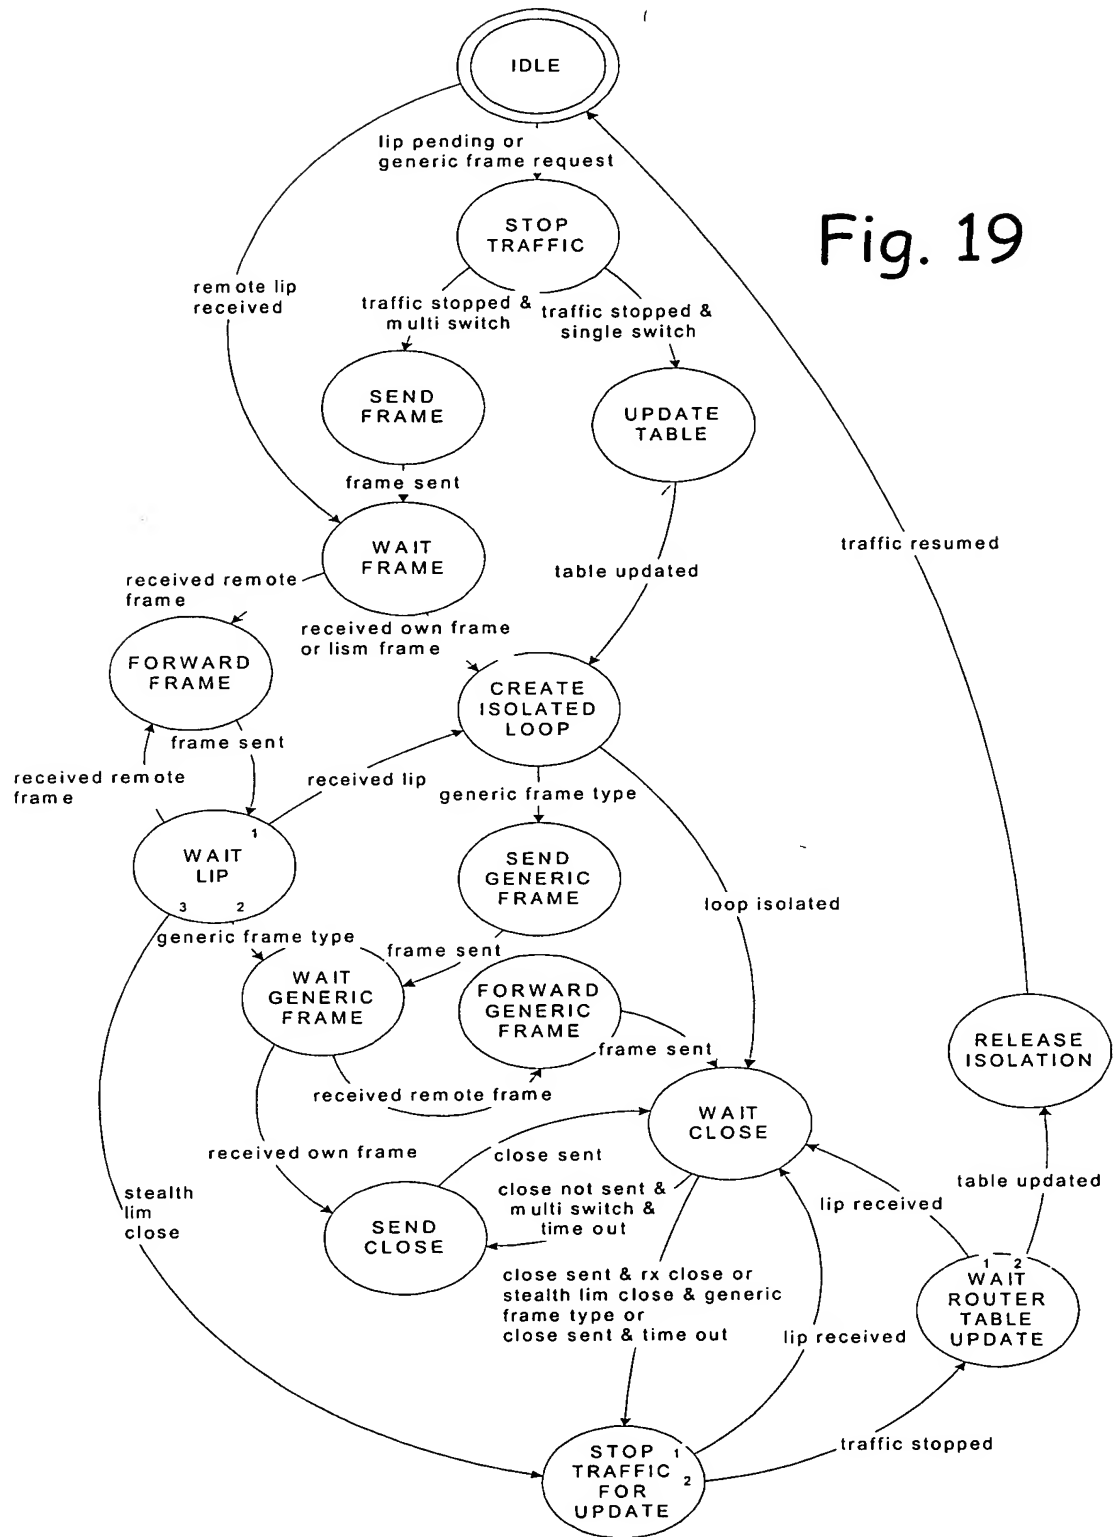 IDLE
lip pending or
generic frame request
STOP
TRAFFIC
Fig. 19
remote lip
received
traffic stopped &
multi switch
traffic stopped &
single switch
SEND
FRAME
UPDATE
TABLE
frame sent
WAIT
FRAME
traffic resumed
table updated
received remote
frame
received own frame
or lism frame
FORWARD
FRAME
CREATE
ISOLATED
LOOP
frame sent
received remote
frame
received lip
generic frame type
1
WAIT
LIP
3 2
SEND
GENERIC
FRAME
loop isolated
generic frame type
frame sent
WAIT
GENERIC
FRAME
FORWARD
GENERIC
FRAME
frame sent
RELEASE
ISOLATION
received remote frame
WAIT
CLOSE
received own frame
close sent
table updated
stealth
lim
close
close not sent &
multi switch &
time out
lip received
SEND
CLOSE
1 2
WAIT
ROUTER
TABLE
UPDATE
close sent & rx close or
stealth lim close & generic
frame type or
close sent & time out
lip received
traffic stopped
STOP 1
TRAFFIC
FOR 2
UPDATE